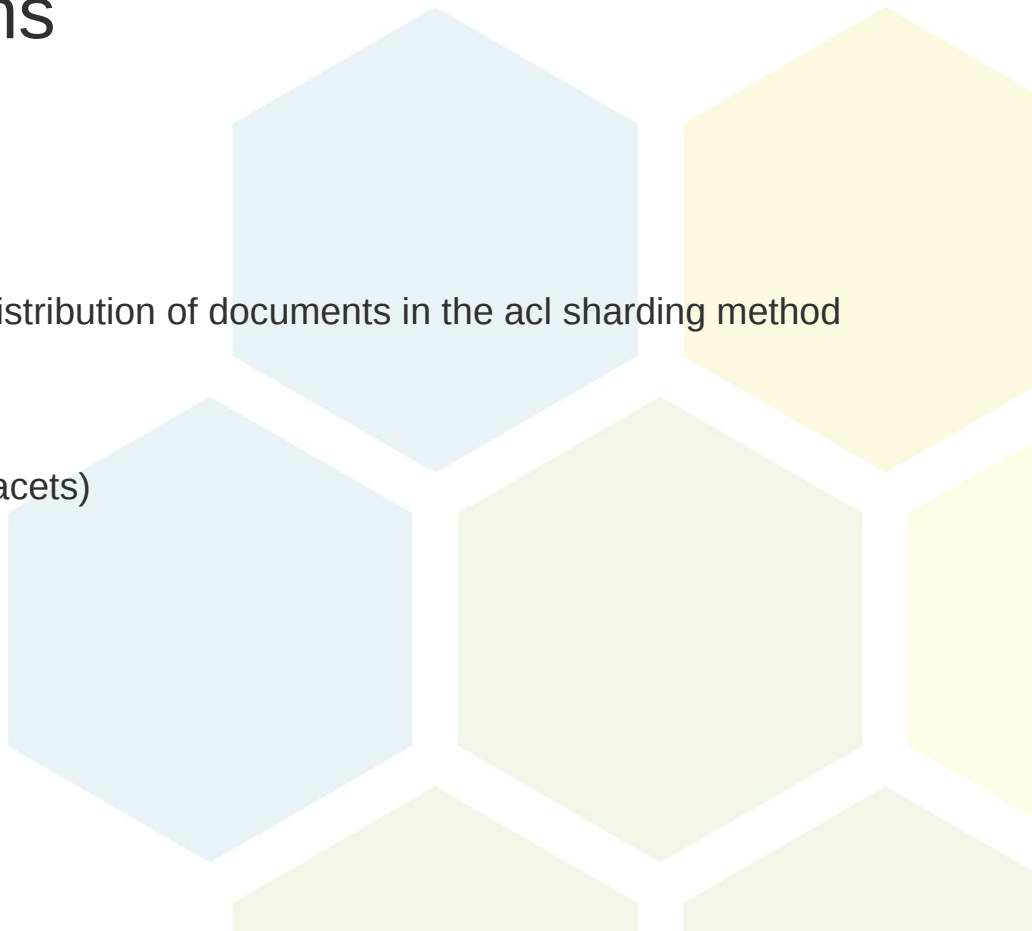 ns
istribution of documents in the acl sharding method
acets)